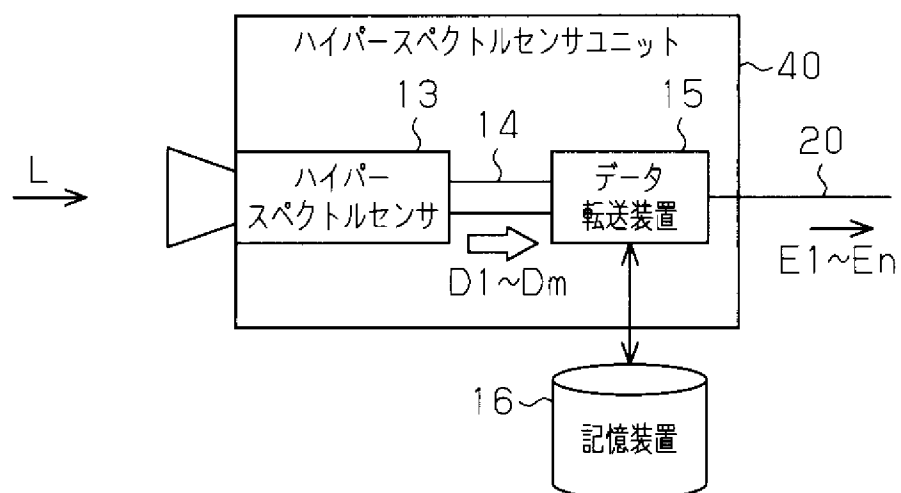 ハイパースペクトルセンサユニット
40
13
14
15
20
L
ハイパー
スペクトルセンサ
データ
転送装置
D1~Dm
E1~En
16
記憶装置